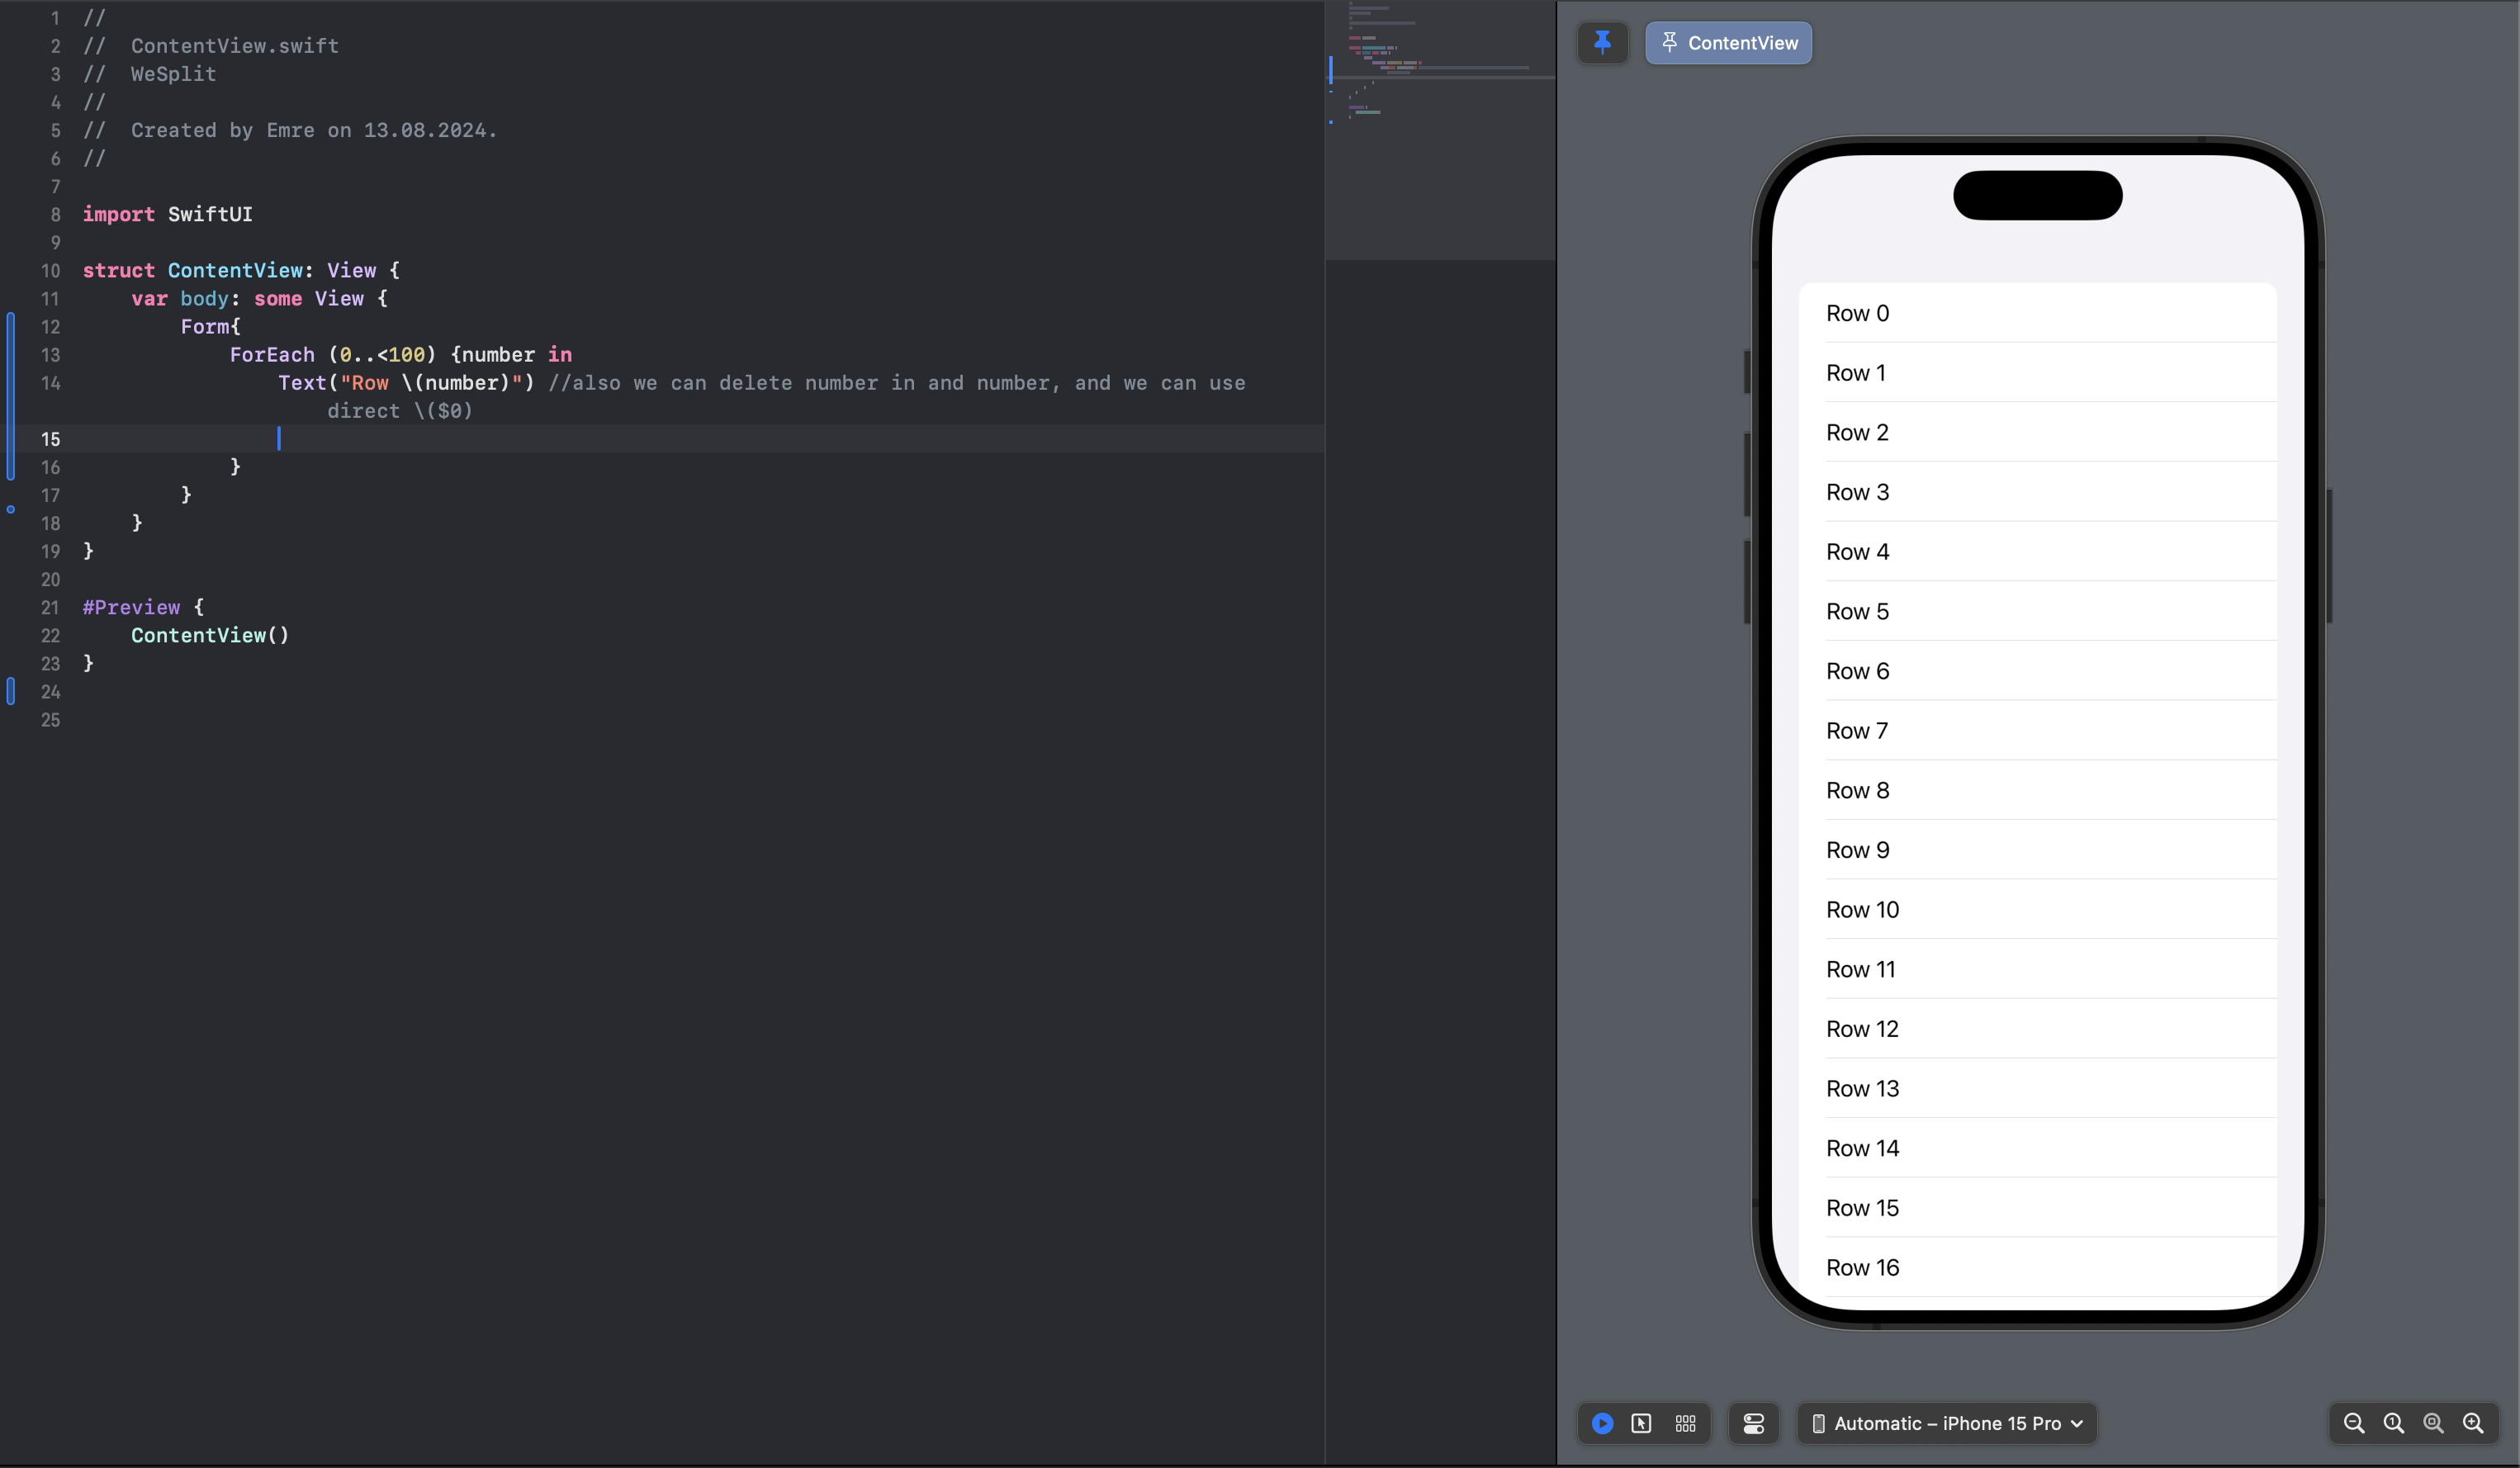 1 //
2 //  ContentView.swift
3 //  WeSplit
4 //
5 //  Created by Emre on 13.08.2024.
6 //
7
8 import SwiftUI
9
10 struct ContentView: View {
11     var body: some View {
12         Form{
13             ForEach (0..<100) {number in
14                 Text("Row \(number)") //also we can delete number in and number, and we can use
direct \($0)
15
16             }
17         }
18     }
19 }
20
21 #Preview {
22     ContentView()
23 }
24
25
ContentView
Row 0
Row 1
Row 2
Row 3
Row 4
Row 5
Row 6
Row 7
Row 8
Row 9
Row 10
Row 11
Row 12
Row 13
Row 14
Row 15
Row 16
Automatic – iPhone 15 Pro